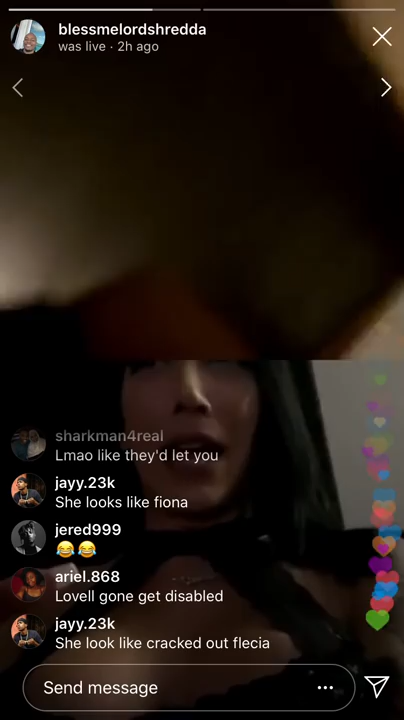 blessmelordshredda
was live · 2h ago
sharkman4real
Lmao like they'd let you
jayy.23k
She looks like fiona
jered999
😂😂
ariel.868
Lovell gone get disabled
jayy.23k
She look like cracked out flecia
Send message